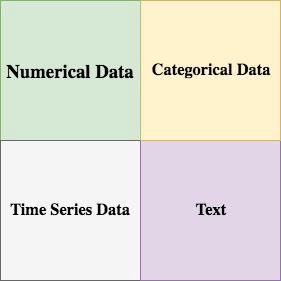 Numerical Data
Categorical Data
Time Series Data
Text